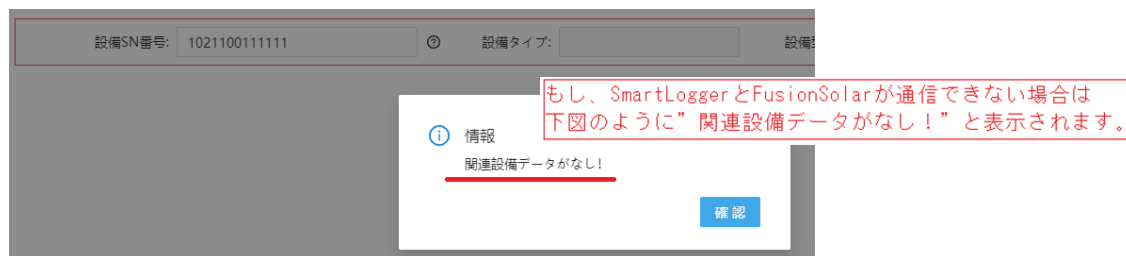 設備SN番号: 1021100111111 設備タイプ: 設備
もし、SmartLoggerとFusionSolarが通信できない場合は
下図のように”関連設備データがなし！”と表示されます。
情報
関連設備データがなし!
確認